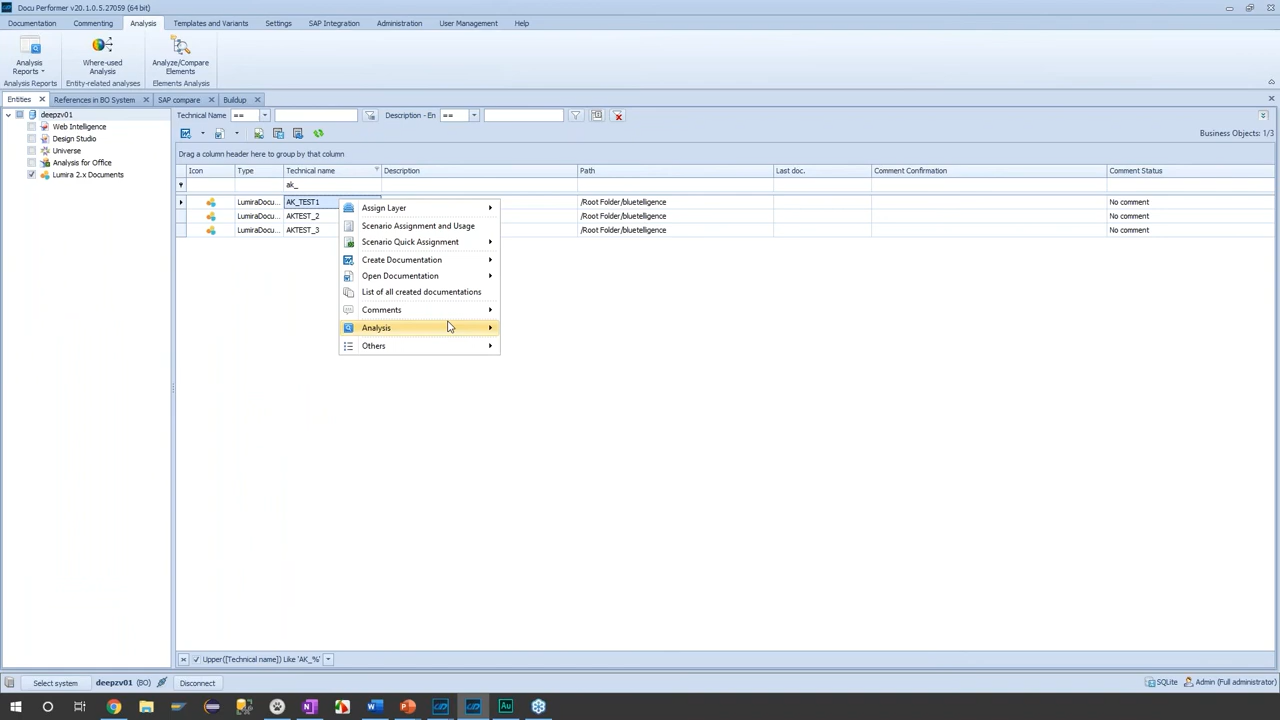 Docu Performer v20.1.0.5.27059 (64 bit)
Documentation Commenting Analysis Templates and Variants Settings SAP Integration Administration User Management Help
Analysis Reports
Where-used Analysis
Analyze/Compare Elements
Analysis Reports Entity-related analyses Elements Analysis
Entities References in BO System SAP compare Buildup
deepzv01
Web Intelligence
Design Studio
Universe
Analysis for Office
Lumira 2.x Documents
Technical Name == Description - En ==
Business Objects: 1/3
Drag a column header here to group by that column
Icon Type Technical name Description Path Last doc. Comment Confirmation Comment Status
ak_
LumiraDocu... AK_TEST1 /Root Folder/bluetelligence No comment
LumiraDocu... AKTEST_2 /Root Folder/bluetelligence No comment
LumiraDocu... AKTEST_3 /Root Folder/bluetelligence No comment
Assign Layer
Scenario Assignment and Usage
Scenario Quick Assignment
Create Documentation
Open Documentation
List of all created documentations
Comments
Analysis
Others
Upper([Technical name]) Like 'AK_%'
Select system deepzv01 (BO) Disconnect SQLite Admin (Full administrator)